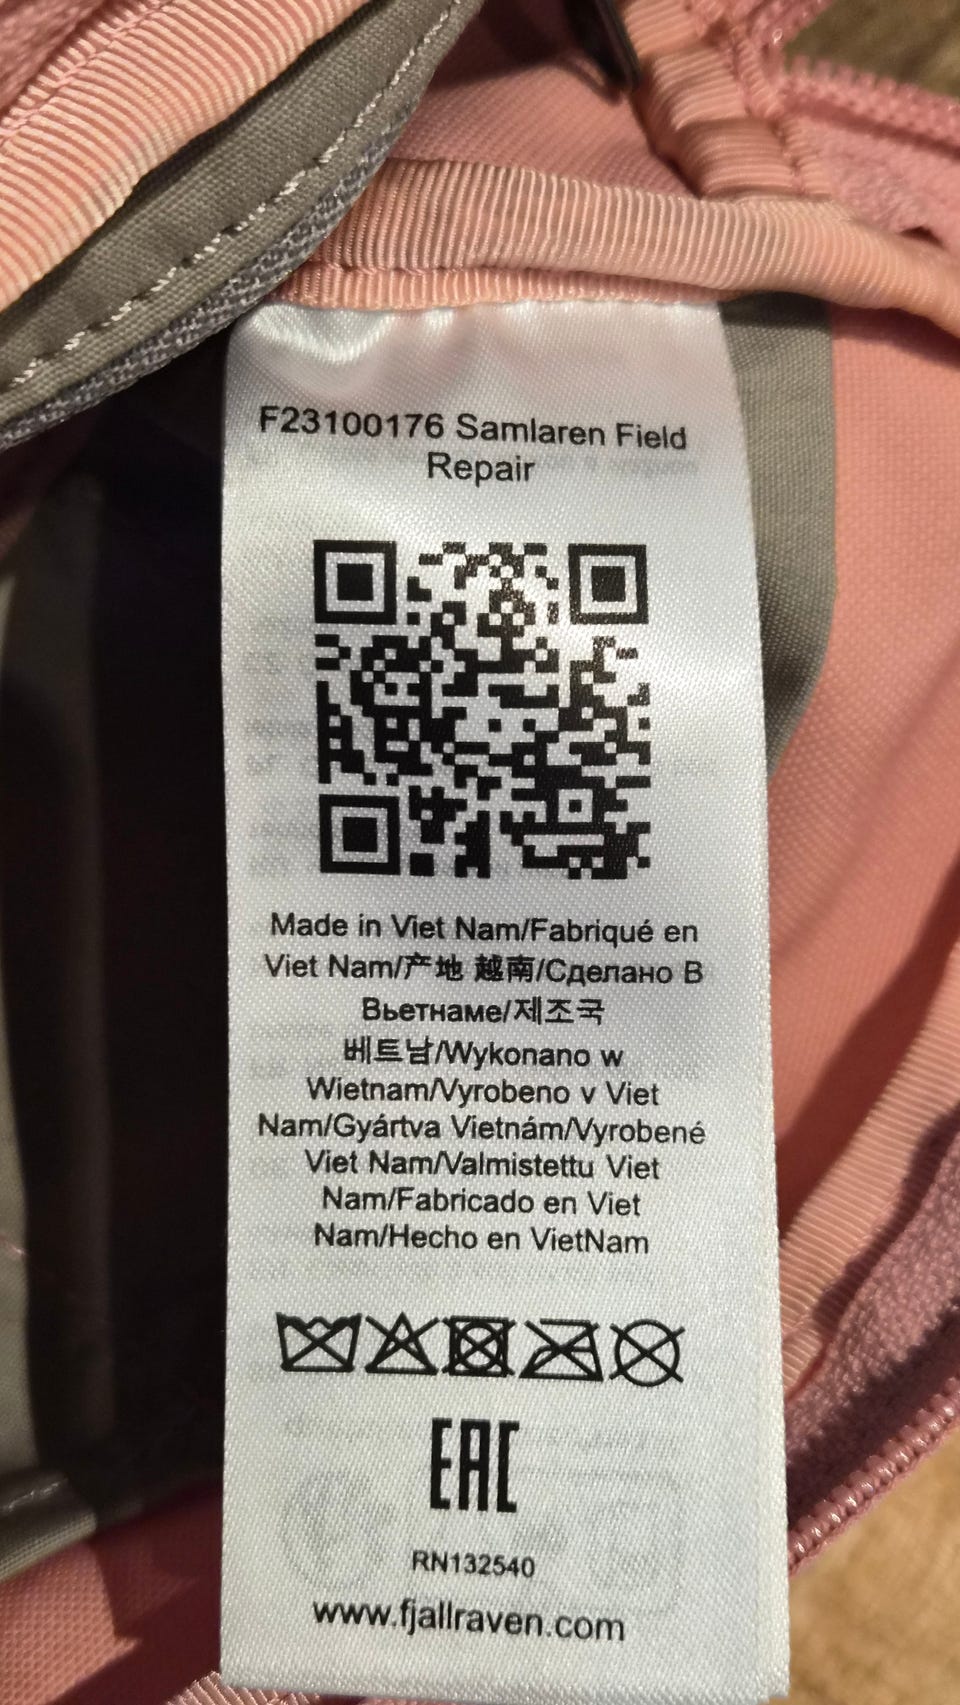 F23100176 Samlaren Field
Repair
Made in Viet Nam/Fabriqué en
Viet Nam/产地 越南/Сделано В
Вьетнаме/제조국
베트남/Wykonano w
Wietnam/Vyrobeno v Viet
Nam/Gyártva Vietnám/Vyrobené
Viet Nam/Valmistettu Viet
Nam/Fabricado en Viet
Nam/Hecho en VietNam
EAC
RN132540
www.fjallraven.com